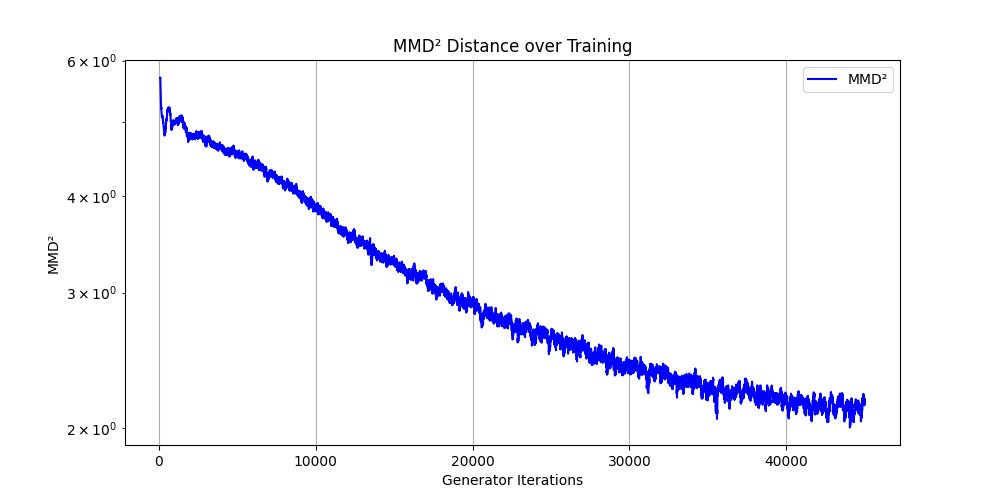 MMD² Distance over Training
MMD²
6 × 10⁰
4 × 10⁰
3 × 10⁰
2 × 10⁰
MMD²
0 10000 20000 30000 40000
Generator Iterations